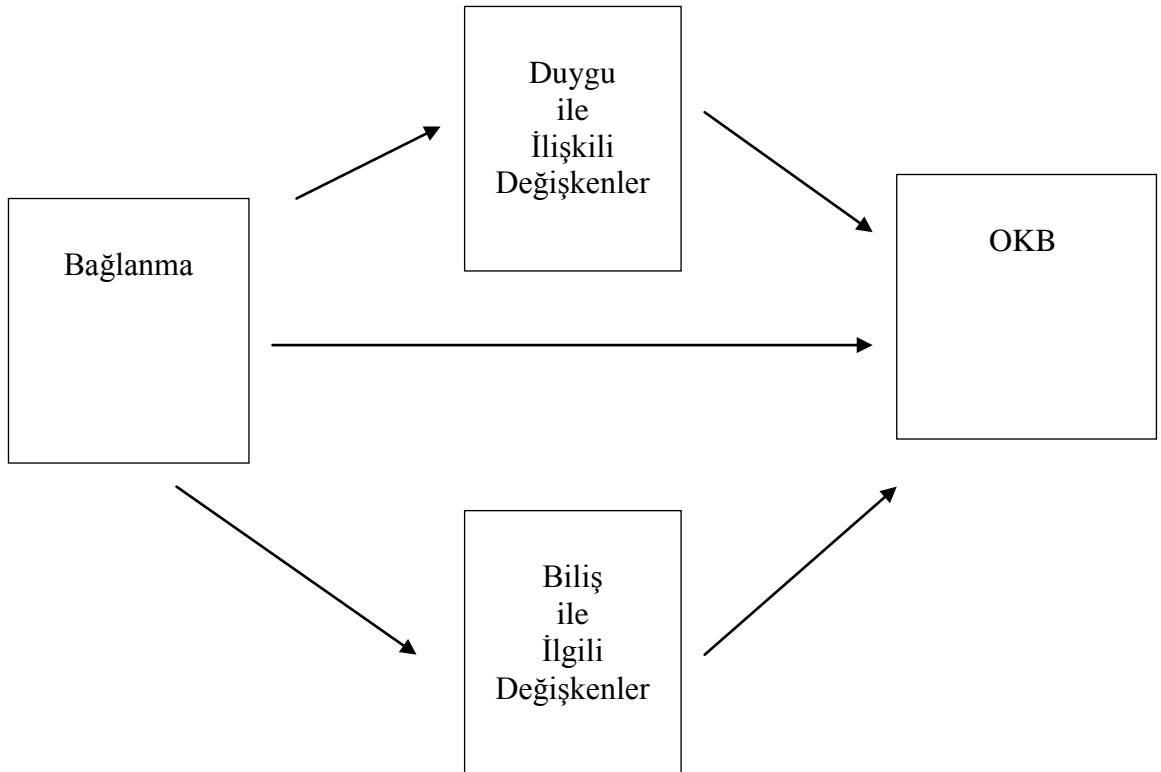 Duygu
ile
İlişkili
Değişkenler
Bağlanma
OKB
Biliş
ile
İlgili
Değişkenler